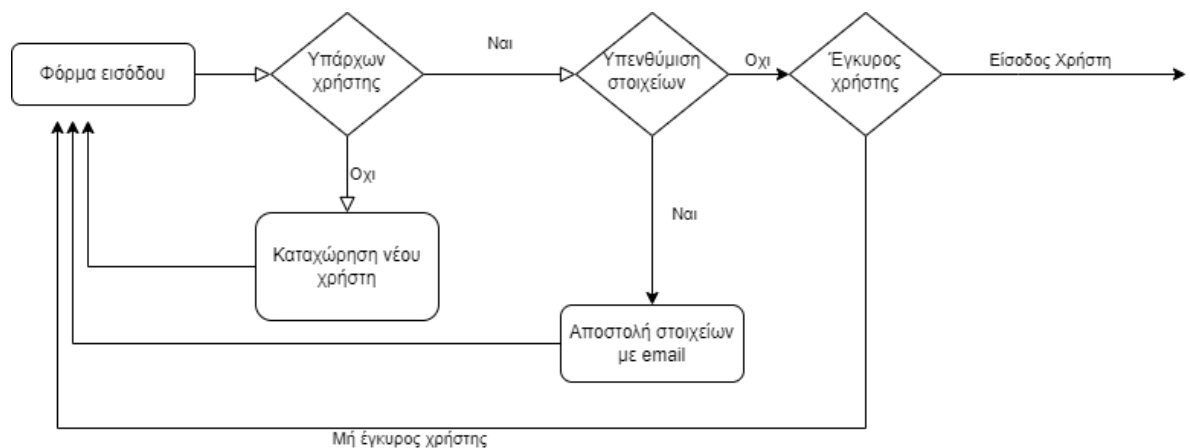 Φόρμα εισόδου
Υπάρχων
χρήστης
Ναι
Υπενθύμιση
στοιχείων
Οχι
Έγκυρος
χρήστης
Είσοδος Χρήστη
Οχι
Ναι
Καταχώρηση νέου
χρήστη
Αποστολή στοιχείων
με email
Μή έγκυρος χρήστης